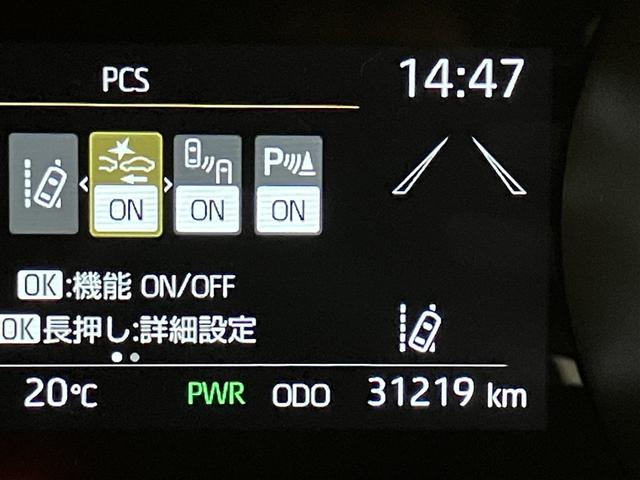 PCS 14:47
ON ON P ON
OK:機能 ON/OFF
OK長押し:詳細設定
20℃ PWR ODO 31219 km